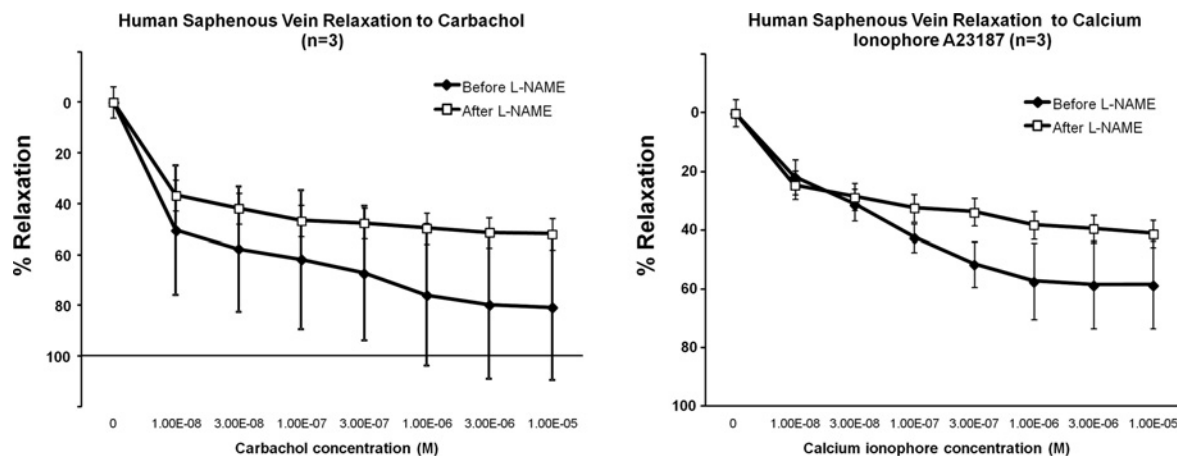 Human Saphenous Vein Relaxation to Carbachol
(n=3)
Before L-NAME
After L-NAME
% Relaxation
0
20
40
60
80
100
0 1.00E-08 3.00E-08 1.00E-07 3.00E-07 1.00E-06 3.00E-06 1.00E-05
Carbachol concentration (M)
Human Saphenous Vein Relaxation to Calcium
Ionophore A23187 (n=3)
Before L-NAME
After L-NAME
% Relaxation
0
20
40
60
80
100
0 1.00E-08 3.00E-08 1.00E-07 3.00E-07 1.00E-06 3.00E-06 1.00E-05
Calcium ionophore concentration (M)